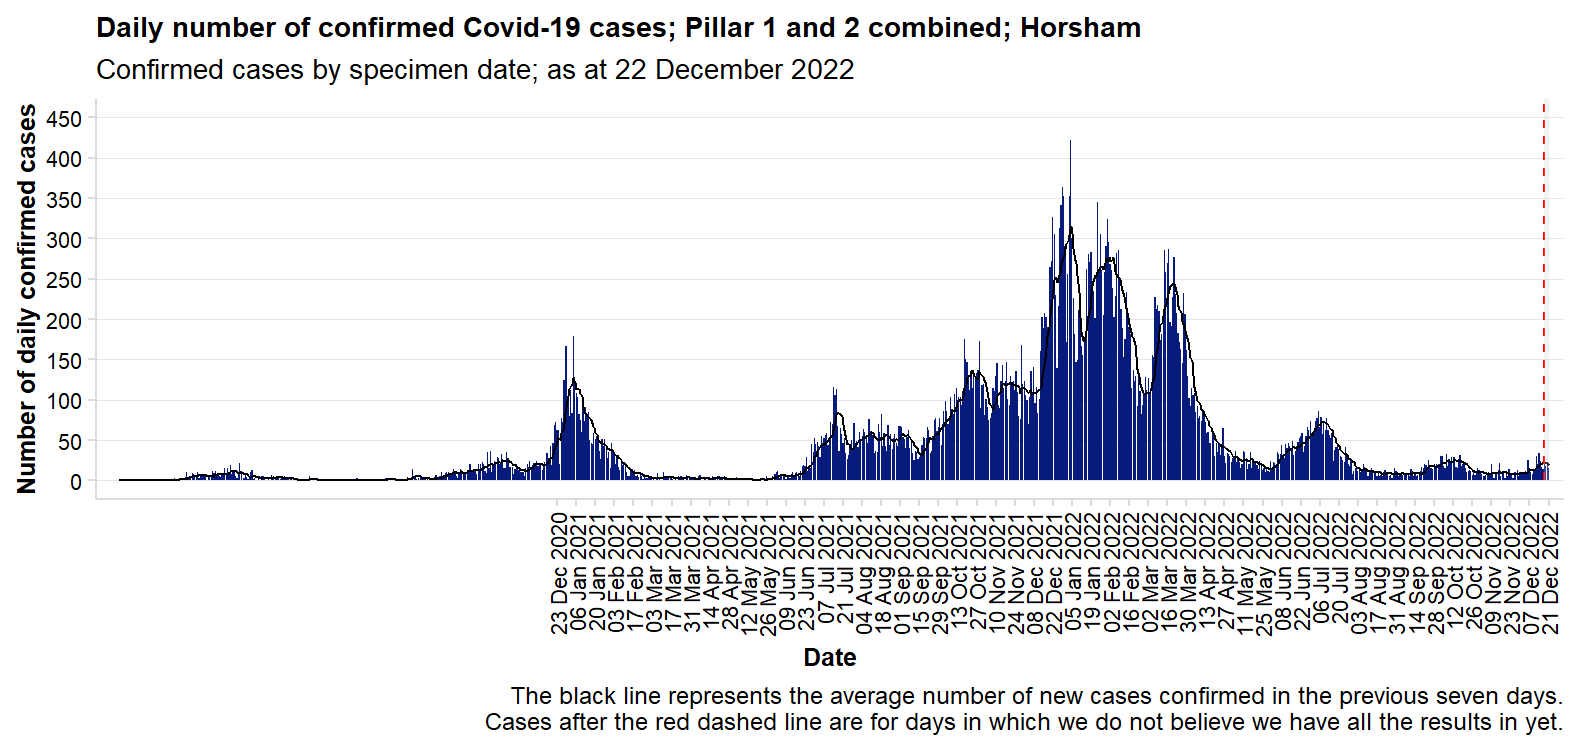 Daily number of confirmed Covid-19 cases; Pillar 1 and 2 combined; Horsham
Confirmed cases by specimen date; as at 22 December 2022
Number of daily confirmed cases
450
400
350
300
250
200
150
100
50
0
23 Dec 2020
06 Jan 2021
20 Jan 2021
03 Feb 2021
17 Feb 2021
03 Mar 2021
17 Mar 2021
31 Mar 2021
14 Apr 2021
28 Apr 2021
12 May 2021
26 May 2021
09 Jun 2021
23 Jun 2021
07 Jul 2021
21 Jul 2021
04 Aug 2021
18 Aug 2021
01 Sep 2021
15 Sep 2021
29 Sep 2021
13 Oct 2021
27 Oct 2021
10 Nov 2021
24 Nov 2021
08 Dec 2021
22 Dec 2021
05 Jan 2022
19 Jan 2022
02 Feb 2022
16 Feb 2022
02 Mar 2022
16 Mar 2022
30 Mar 2022
13 Apr 2022
27 Apr 2022
11 May 2022
25 May 2022
08 Jun 2022
22 Jun 2022
06 Jul 2022
20 Jul 2022
03 Aug 2022
17 Aug 2022
31 Aug 2022
14 Sep 2022
28 Sep 2022
12 Oct 2022
26 Oct 2022
09 Nov 2022
23 Nov 2022
07 Dec 2022
21 Dec 2022
Date
The black line represents the average number of new cases confirmed in the previous seven days.
Cases after the red dashed line are for days in which we do not believe we have all the results in yet.